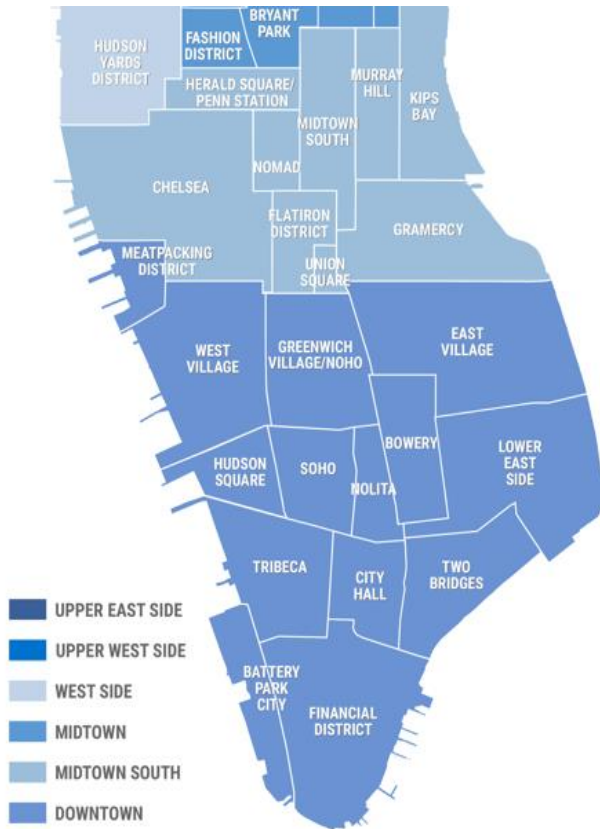 BRYANT
PARK
HUDSON
YARDS
DISTRICT
FASHION
DISTRICT
HERALD SQUARE/
PENN STATION
MURRAY
HILL
KIPS
BAY
MIDTOWN
SOUTH
NOMAD
CHELSEA
FLATIRON
DISTRICT
GRAMERCY
MEATPACKING
DISTRICT
UNION
SQUARE
WEST
VILLAGE
GREENWICH
VILLAGE/NOHO
EAST
VILLAGE
BOWERY
LOWER
EAST
SIDE
HUDSON
SQUARE
SOHO
NOLITA
TRIBECA
CITY
HALL
TWO
BRIDGES
BATTERY
PARK
CITY
FINANCIAL
DISTRICT
UPPER EAST SIDE
UPPER WEST SIDE
WEST SIDE
MIDTOWN
MIDTOWN SOUTH
DOWNTOWN